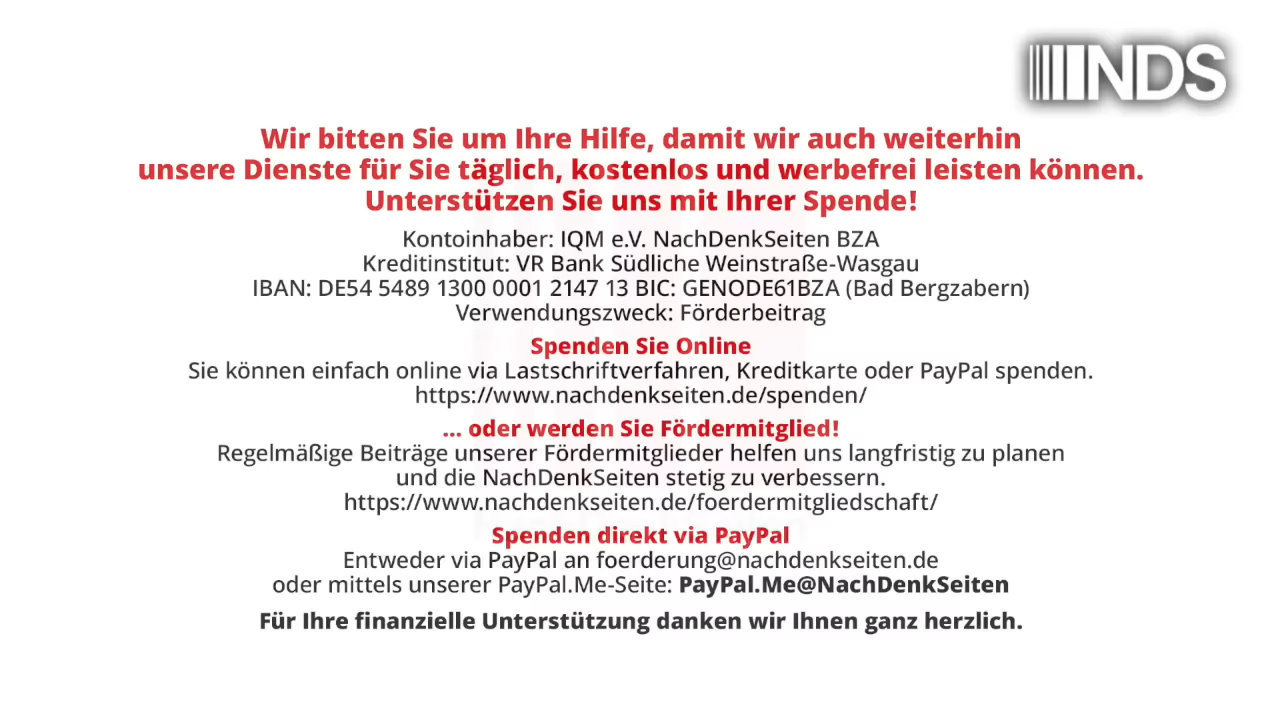 NDS
Wir bitten Sie um Ihre Hilfe, damit wir auch weiterhin
unsere Dienste für Sie täglich, kostenlos und werbefrei leisten können.
Unterstützen Sie uns mit Ihrer Spende!
Kontoinhaber: IQM e.V. NachDenkSeiten BZA
Kreditinstitut: VR Bank Südliche Weinstraße-Wasgau
IBAN: DE54 5489 1300 0001 2147 13 BIC: GENODE61BZA (Bad Bergzabern)
Verwendungszweck: Förderbeitrag
Spenden Sie Online
Sie können einfach online via Lastschriftverfahren, Kreditkarte oder PayPal spenden.
https://www.nachdenkseiten.de/spenden/
... oder werden Sie Fördermitglied!
Regelmäßige Beiträge unserer Fördermitglieder helfen uns langfristig zu planen
und die NachDenkSeiten stetig zu verbessern.
https://www.nachdenkseiten.de/foerdermitgliedschaft/
Spenden direkt via PayPal
Entweder via PayPal an foerderung@nachdenkseiten.de
oder mittels unserer PayPal.Me-Seite: PayPal.Me@NachDenkSeiten
Für Ihre finanzielle Unterstützung danken wir Ihnen ganz herzlich.